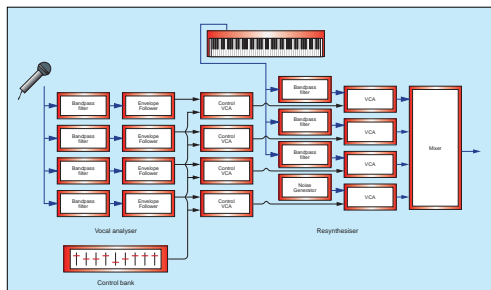 Bandpass
filter
Envelope
Follower
Control
VCA
Bandpass
filter
VCA
Bandpass
filter
Envelope
Follower
Control
VCA
Bandpass
filter
VCA
Bandpass
filter
Envelope
Follower
Control
VCA
Bandpass
filter
VCA
Bandpass
filter
Envelope
Follower
Control
VCA
Noise
Generator
VCA
Mixer
Vocal analyser
Resynthesiser
Control bank